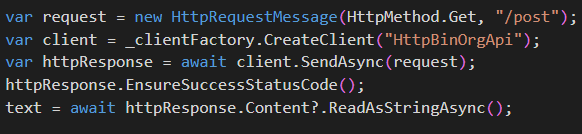 var request = new HttpRequestMessage(HttpMethod.Get, "/post");
var client = _clientFactory.CreateClient("HttpBinOrgApi");
var httpResponse = await client.SendAsync(request);
httpResponse.EnsureSuccessStatusCode();
text = await httpResponse.Content?.ReadAsStringAsync();